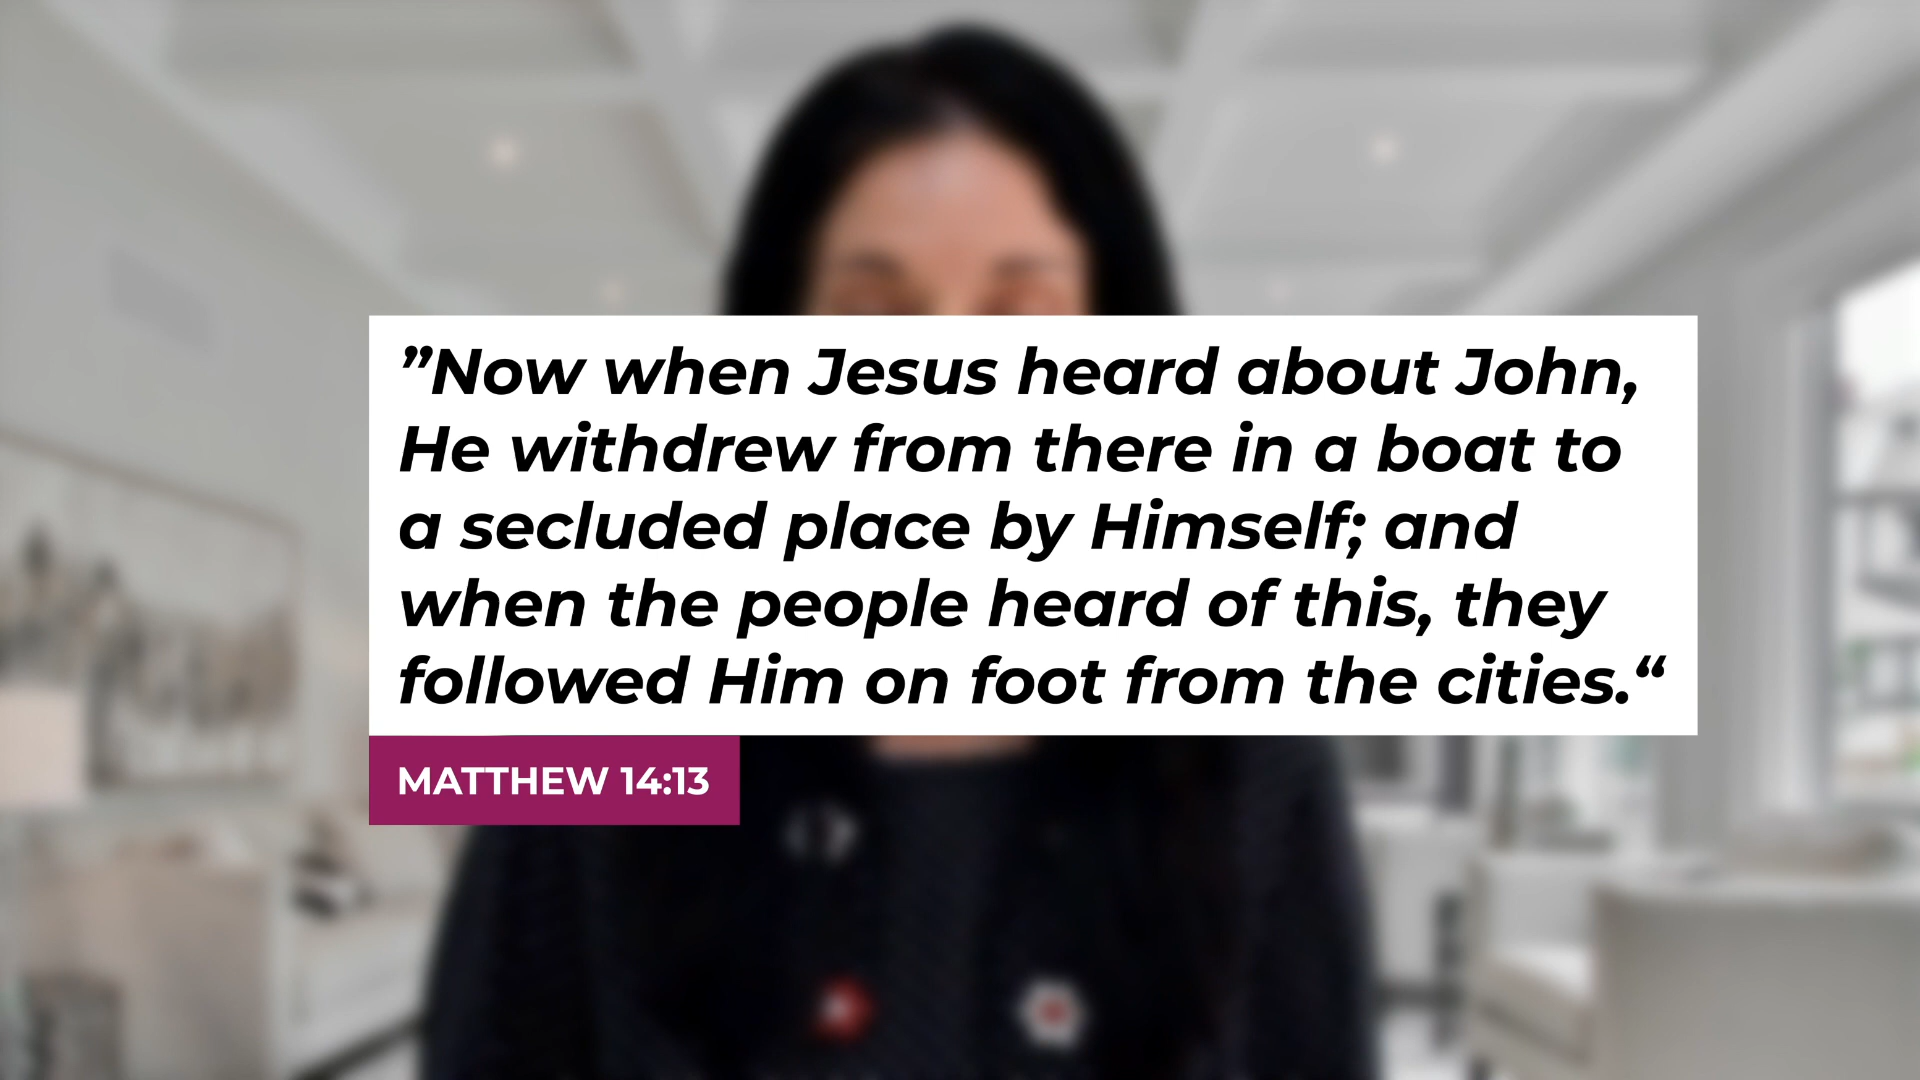 ”Now when Jesus heard about John,
He withdrew from there in a boat to
a secluded place by Himself; and
when the people heard of this, they
followed Him on foot from the cities.“
MATTHEW 14:13